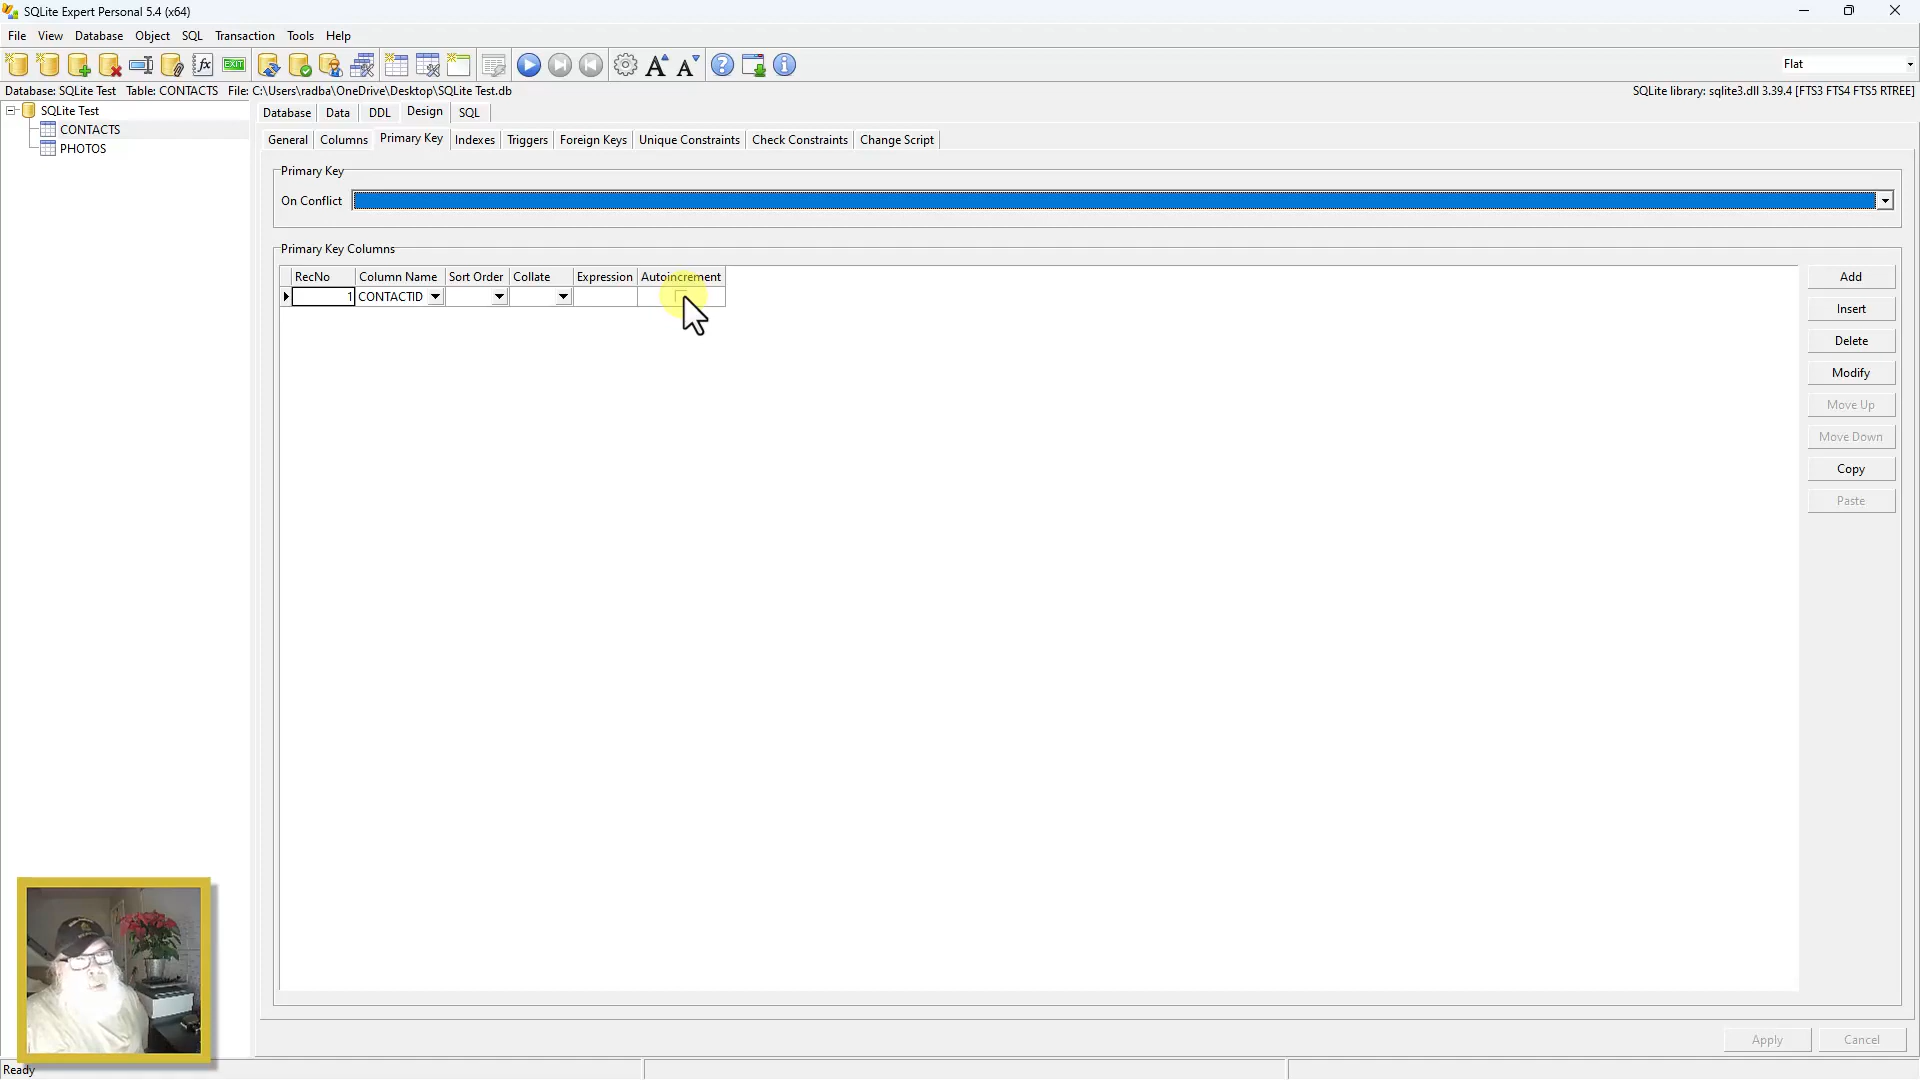 SQLite Expert Personal 5.4 (x64)
File View Database Object SQL Transaction Tools Help
fx EXIT A A ? i Flat
Database: SQLite Test Table: CONTACTS File: C:\Users\radba\OneDrive\Desktop\SQLite Test.db SQLite library: sqlite3.dll 3.39.4 [FTS3 FTS4 FTS5 RTREE]
SQLite Test
CONTACTS
PHOTOS
Database Data DDL Design SQL
General Columns Primary Key Indexes Triggers Foreign Keys Unique Constraints Check Constraints Change Script
Primary Key
On Conflict
Primary Key Columns
RecNo Column Name Sort Order Collate Expression Autoincrement
1 CONTACTID
Add
Insert
Delete
Modify
Move Up
Move Down
Copy
Paste
Apply Cancel
Ready